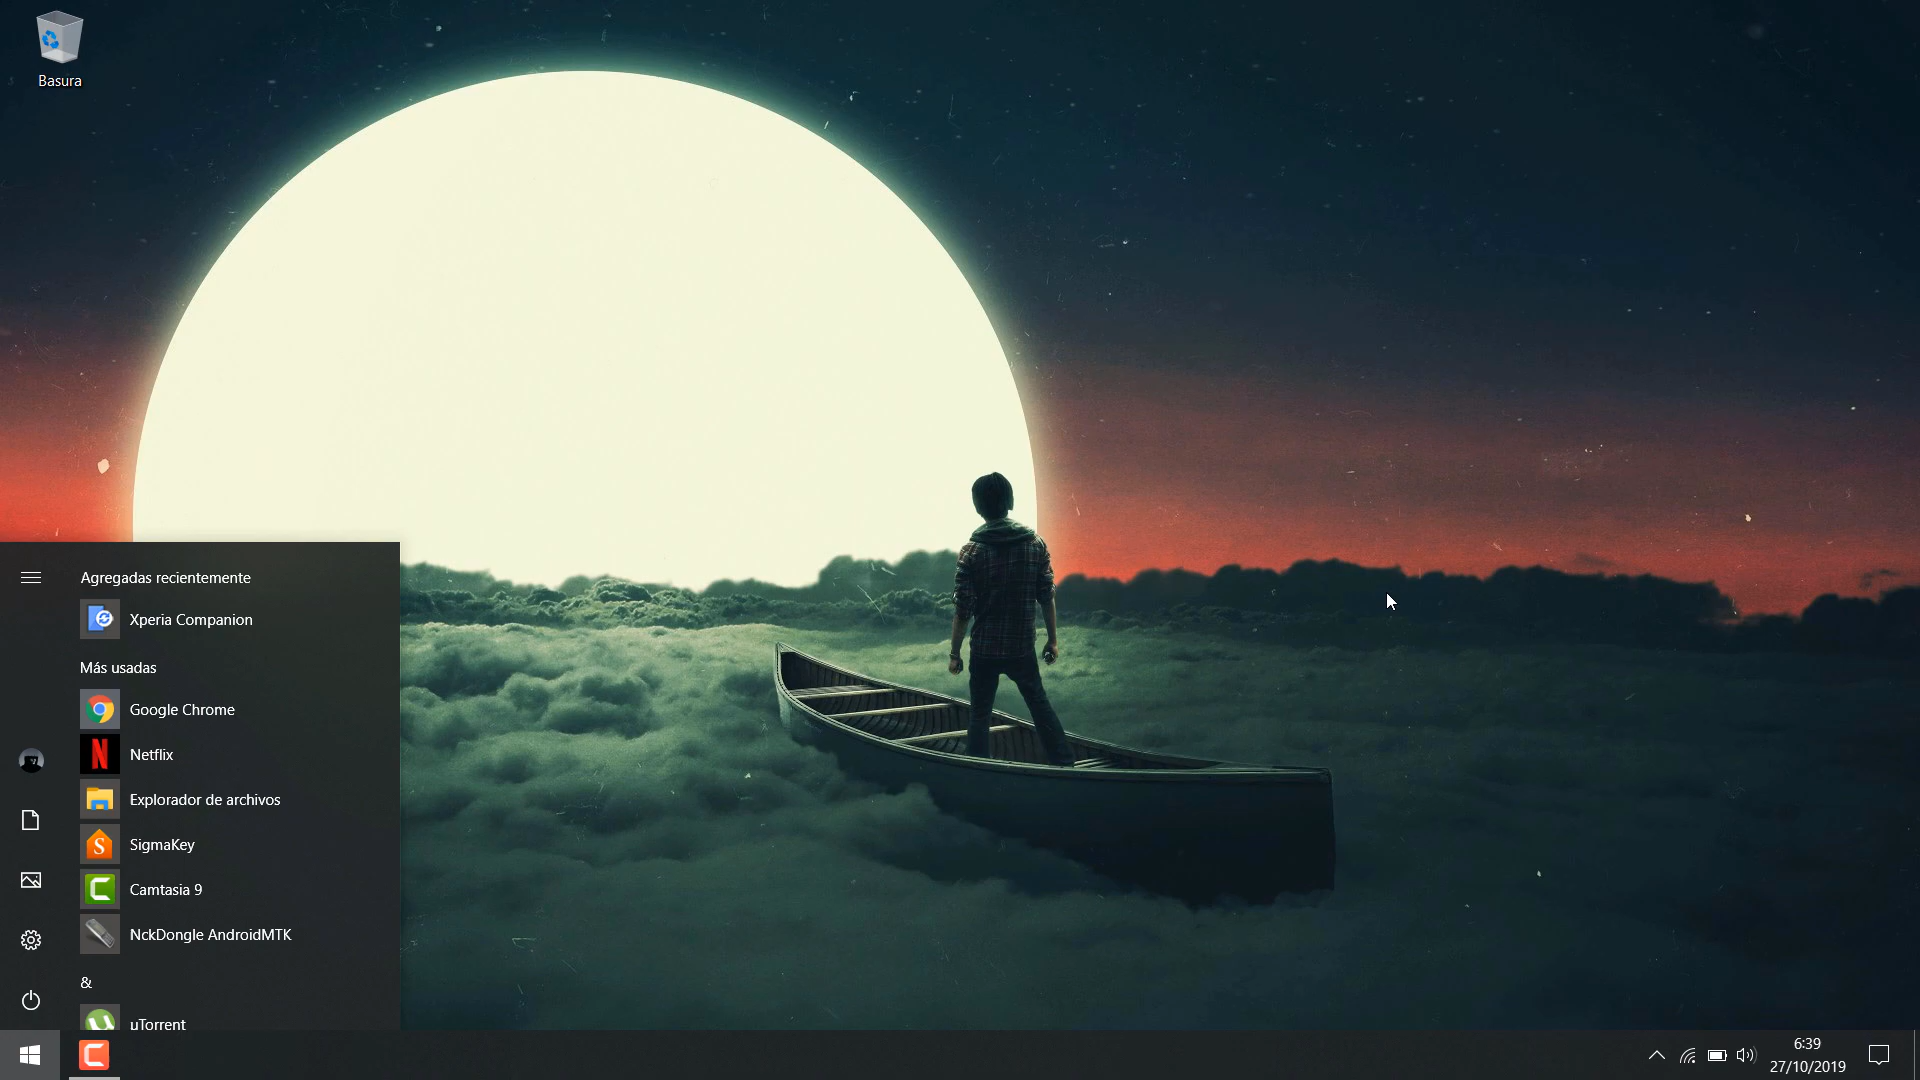 Basura
Agregadas recientemente
Xperia Companion
Más usadas
Google Chrome
Netflix
Explorador de archivos
SigmaKey
Camtasia 9
NckDongle AndroidMTK
&
uTorrent
6:39
27/10/2019